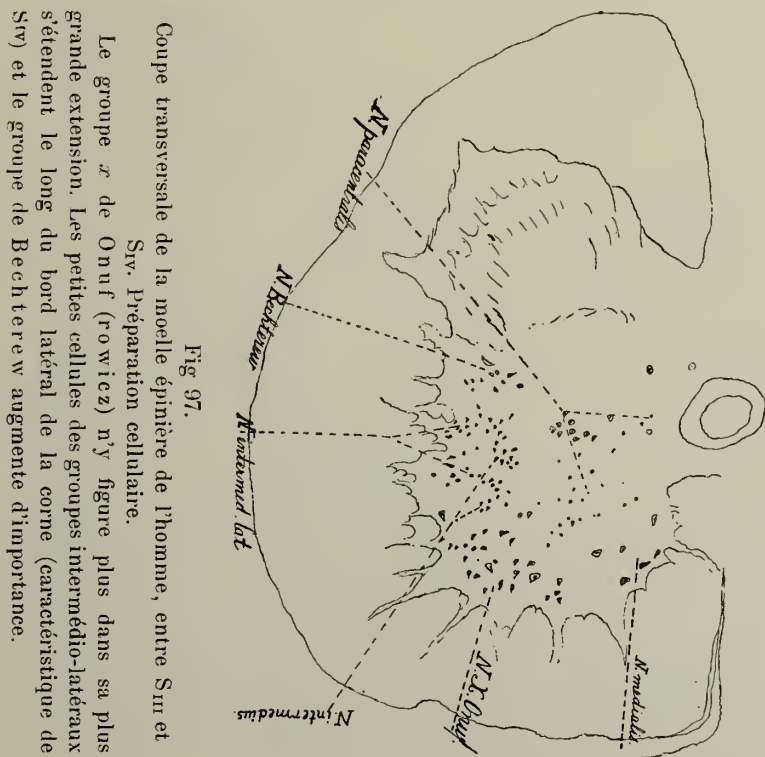 N. paracentralis
N. Bechterew
N. intermed. lat
N. intermedius.
N. X. Onuf
N. medialis.
c
Fig 97.
Coupe transversale de la moelle épinière de l'homme, entre SIII et
SIV. Préparation cellulaire.
Le groupe x de Onuf (rowicz) n'y figure plus dans sa plus
grande extension. Les petites cellules des groupes intermédio-latéraux
s'étendent le long du bord latéral de la corne (caractéristique de
SIV) et le groupe de Bechterew augmente d'importance.